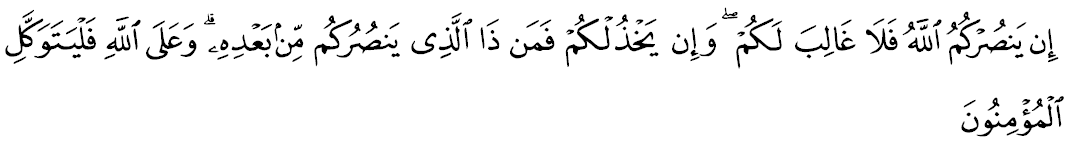 إِن يَنصُرۡكُمُ ٱللَّهُ فَلَا غَالِبَ لَكُمۡۖ وَإِن يَخۡذُلۡكُمۡ فَمَن ذَا ٱلَّذِى يَنصُرُكُم مِّنۢ بَعۡدِهِۦۗ وَعَلَى ٱللَّهِ فَلۡيَتَوَكَّلِ
ٱلۡمُؤۡمِنُونَ